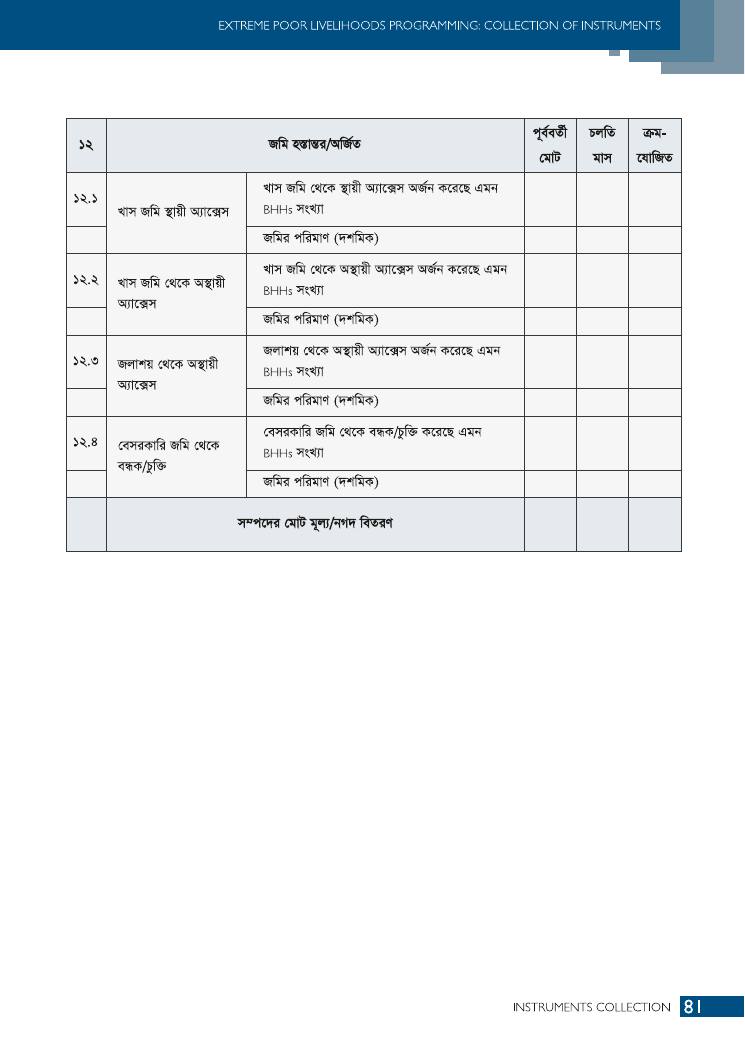 EXTREME POOR LIVELIHOODS PROGRAMMING: COLLECTION OF INSTRUMENTS
১২ জমি হস্তান্তর/অর্জিত পূর্ববর্তী মোট চলতি মাস ক্রম-যোজিত
১২.১ খাস জমি স্থায়ী অ্যাক্সেস
খাস জমি থেকে স্থায়ী অ্যাক্সেস অর্জন করেছে এমন
BHHs সংখ্যা
জমির পরিমাণ (দশমিক)
১২.২ খাস জমি থেকে অস্থায়ী
অ্যাক্সেস
খাস জমি থেকে অস্থায়ী অ্যাক্সেস অর্জন করেছে এমন
BHHs সংখ্যা
জমির পরিমাণ (দশমিক)
১২.৩ জলাশয় থেকে অস্থায়ী
অ্যাক্সেস
জলাশয় থেকে অস্থায়ী অ্যাক্সেস অর্জন করেছে এমন
BHHs সংখ্যা
জমির পরিমাণ (দশমিক)
১২.৪ বেসরকারি জমি থেকে
বন্ধক/চুক্তি
বেসরকারি জমি থেকে বন্ধক/চুক্তি করেছে এমন
BHHs সংখ্যা
জমির পরিমাণ (দশমিক)
সম্পদের মোট মূল্য/নগদ বিতরণ
INSTRUMENTS COLLECTION 81